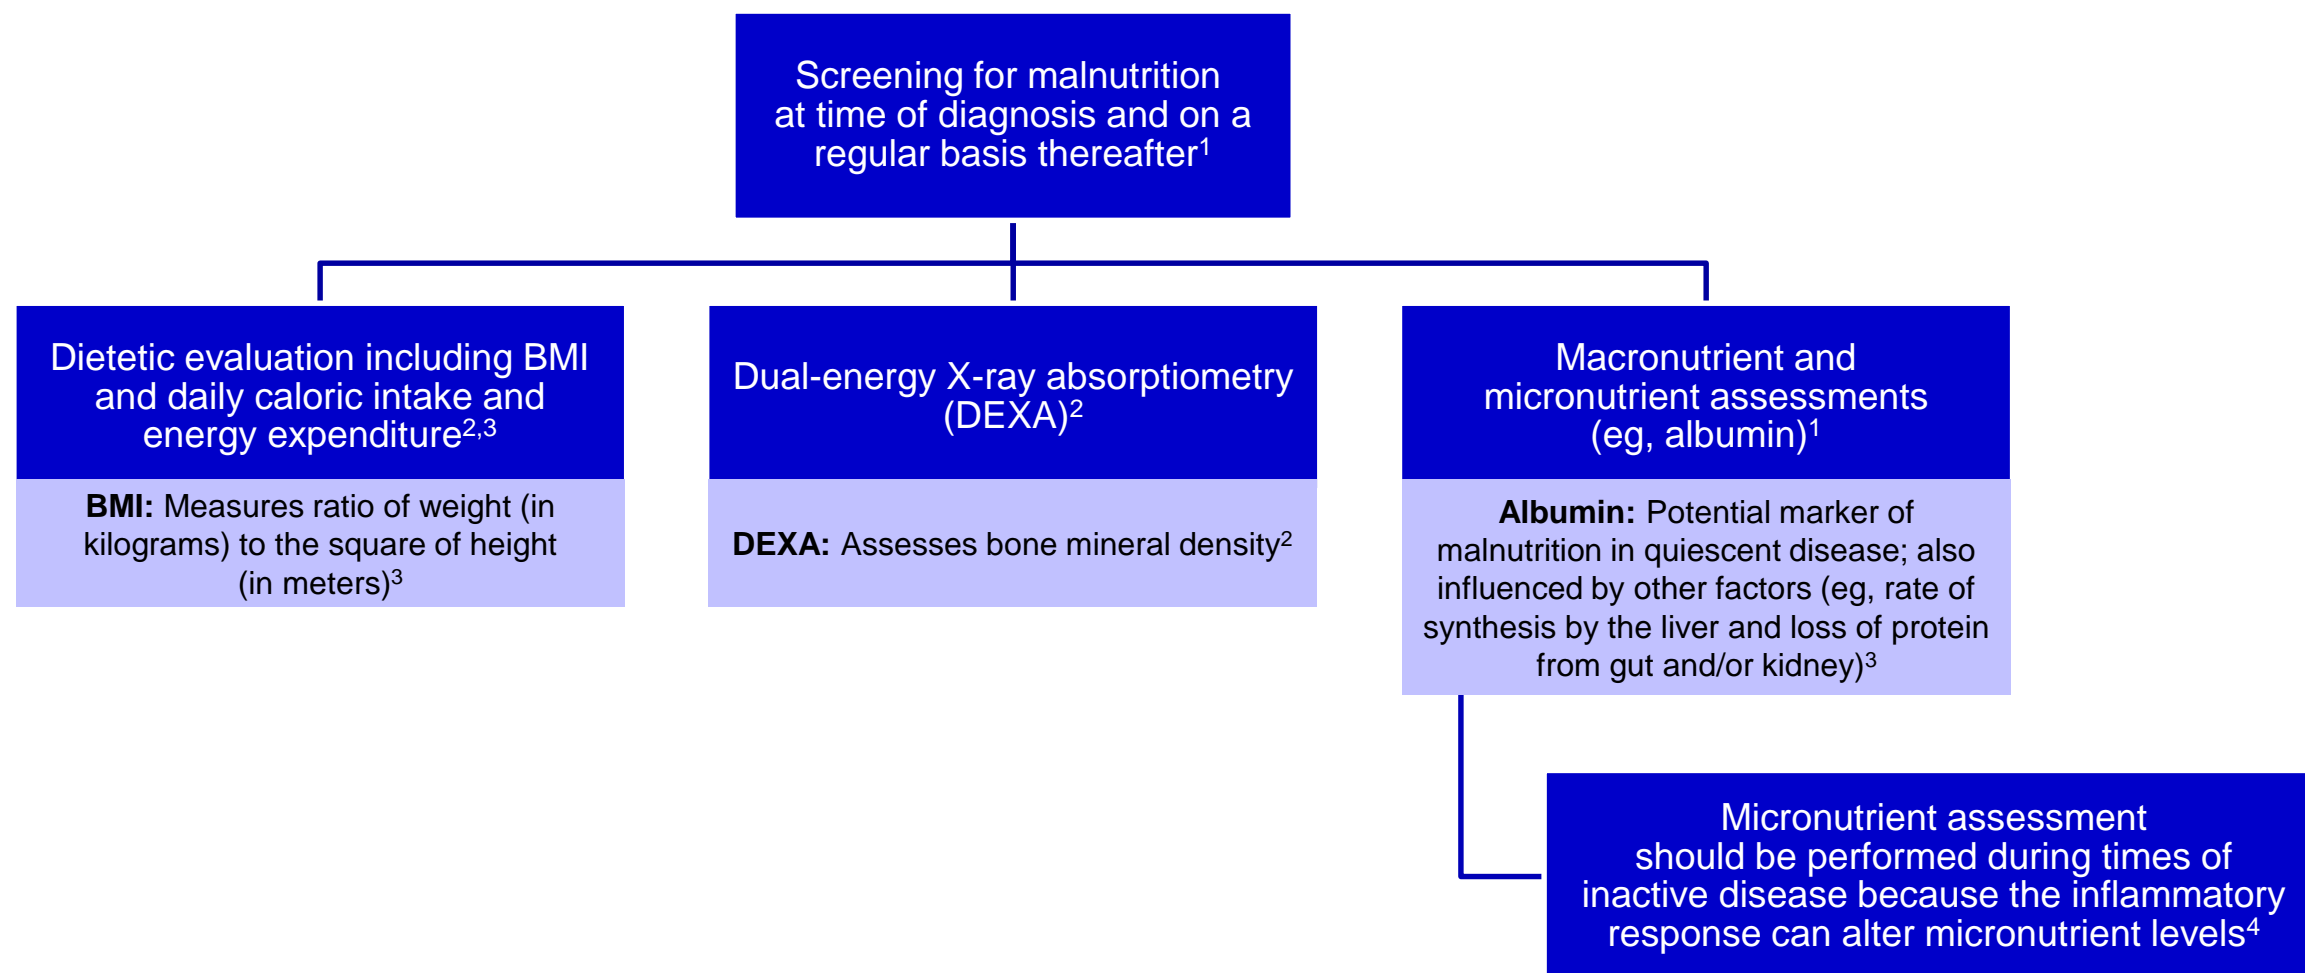 Screening for malnutrition
at time of diagnosis and on a
regular basis thereafter¹
Dietetic evaluation including BMI
and daily caloric intake and
energy expenditure²,³
BMI: Measures ratio of weight (in
kilograms) to the square of height
(in meters)³
Dual-energy X-ray absorptiometry
(DEXA)²
DEXA: Assesses bone mineral density²
Macronutrient and
micronutrient assessments
(eg, albumin)¹
Albumin: Potential marker of
malnutrition in quiescent disease; also
influenced by other factors (eg, rate of
synthesis by the liver and loss of protein
from gut and/or kidney)³
Micronutrient assessment
should be performed during times of
inactive disease because the inflammatory
response can alter micronutrient levels⁴